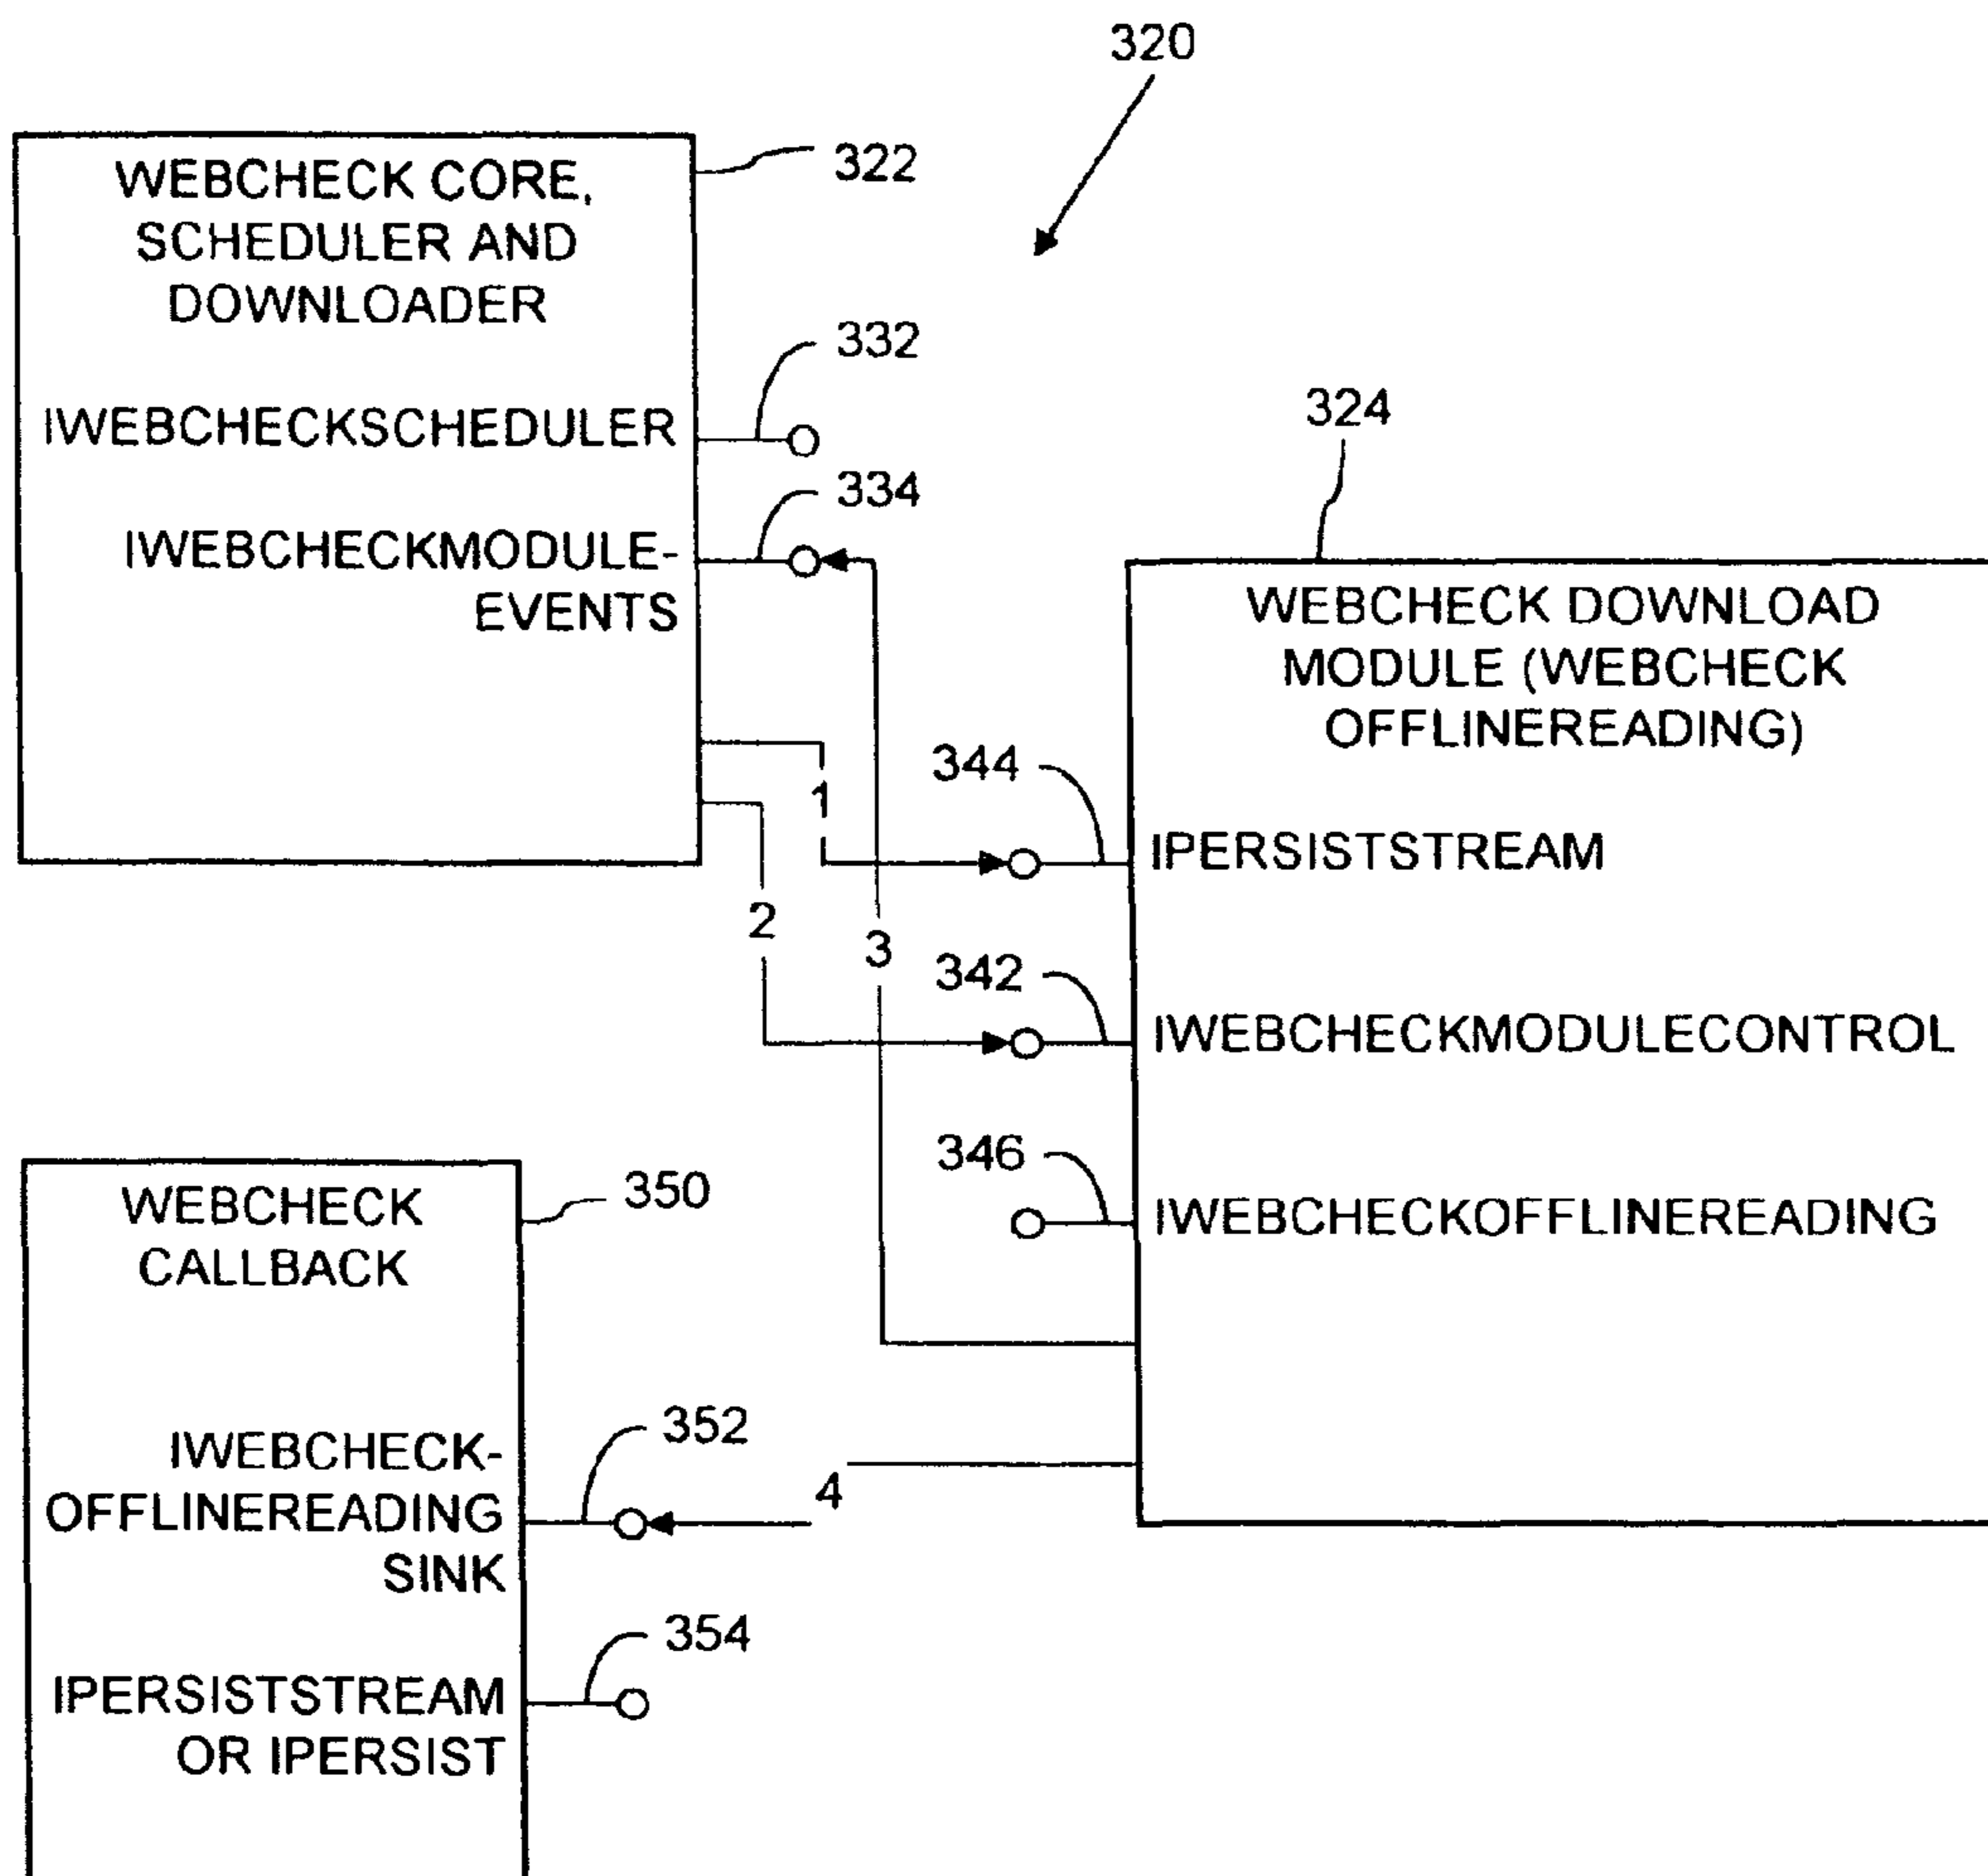 320
WEBCHECK CORE,
SCHEDULER AND
DOWNLOADER
322
332
IWEBCHECKSCHEDULER
334
IWEBCHECKMODULE-
EVENTS
324
WEBCHECK DOWNLOAD
MODULE (WEBCHECK
OFFLINEREADING)
344
1
IPERSISTSTREAM
2
3
342
IWEBCHECKMODULECONTROL
346
IWEBCHECKOFFLINEREADING
WEBCHECK
CALLBACK
350
352
IWEBCHECK-
OFFLINEREADING
SINK
4
354
IPERSISTSTREAM
OR IPERSIST